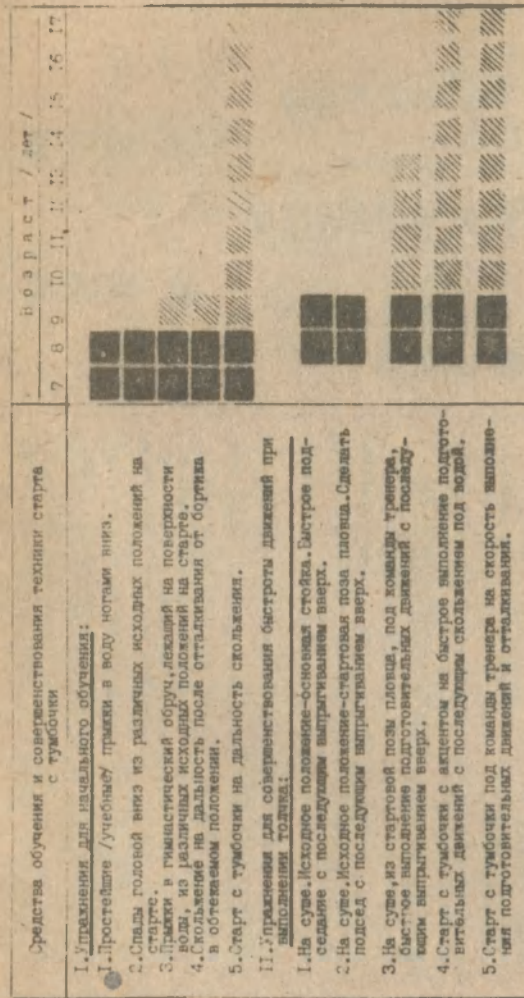 Средства обучения и совершенствования техники старта
с тумбочки
Возраст / лет /
7 8 9 10 11 12 13 14 15 16 17
I.Упражнения для начального обучения:
I.Простейшие /учебные/ прыжки в воду ногами вниз.
2.Спады головой вниз из различных исходных положений на
старте.
3.Прыжки в гимнастический обруч,лежащий на поверхности
воды, из различных исходных положений на старте.
4.Скольжение на дальность после отталкивания от бортика
в обтекаемом положении.
5.Старт с тумбочки на дальность скольжения.
II.Упражнения для совершенствования быстроты движений при
выполнении толчка:
I.На суше.Исходное положение-основная стойка.Быстрое под-
седание с последующим выпрыгиванием вверх.
2.На суше.Исходное положение-стартовая поза пловца.Сделать
подсед с последующим выпрыгиванием вверх.
3.На суше,из стартовой позы пловца, под команды тренера,
быстрое выполнение подготовительных движений с последу-
ющим выпрыгиванием вверх.
4.Старт с тумбочки с акцентом на быстрое выполнение подгото-
вительных движений с последующим скольжением под водой.
5.Старт с тумбочки под команды тренера на скорость выполне-
ния подготовительных движений и отталкивания.